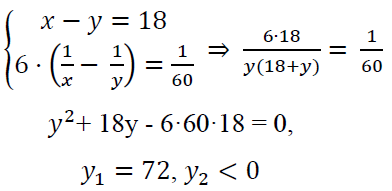 { x − y = 18
6 · (1/x − 1/y) = 1/60 ⇒ 6·18/y(18+y) = 1/60
y²+ 18y - 6·60·18 = 0,
y₁ = 72, y₂ < 0